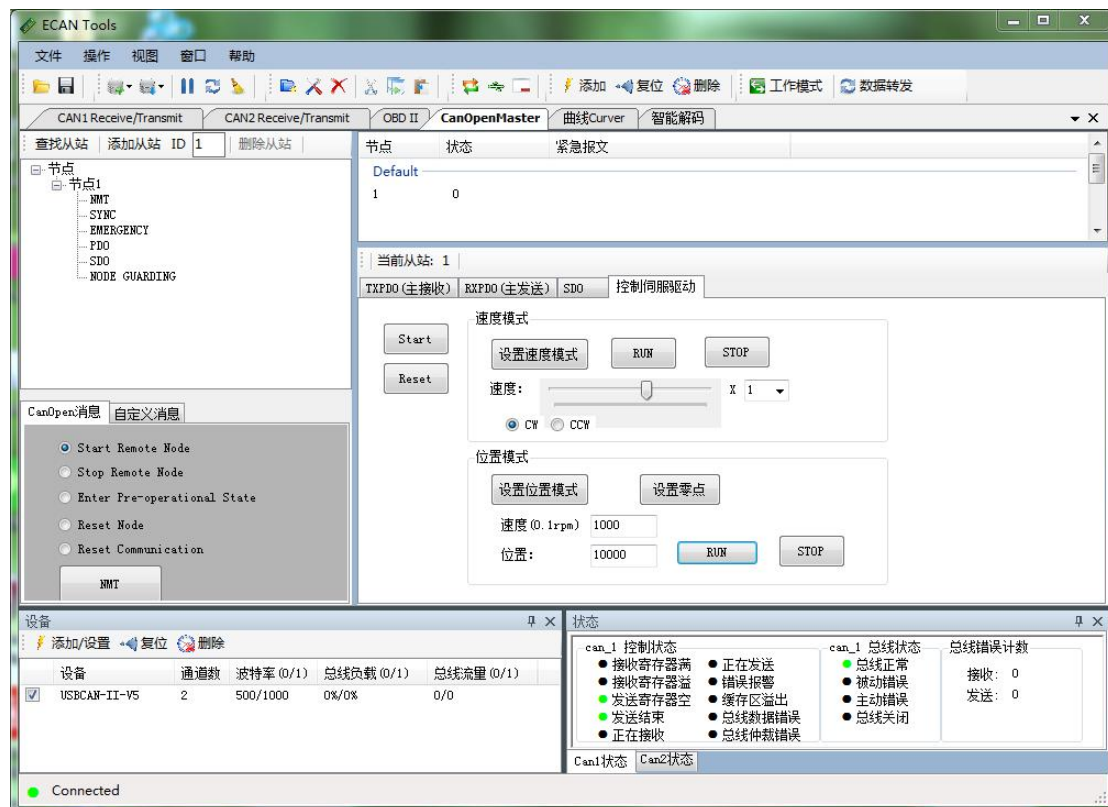 ECAN Tools
文件 操作 视图 窗口 帮助
添加 复位 删除 工作模式 数据转发
CAN1 Receive/Transmit CAN2 Receive/Transmit OBD II CanOpenMaster 曲线Curver 智能解码
查找从站 添加从站 ID 1 删除从站
节点
节点1
NMT
SYNC
EMERGENCY
PDO
SDO
NODE GUARDING
节点 状态 紧急报文
Default
1 0
当前从站: 1
TXPDO(主接收) RXPDO(主发送) SDO 控制伺服驱动
Start
Reset
速度模式
设置速度模式 RUN STOP
速度: X 1
CW CCW
位置模式
设置位置模式 设置零点
速度(0.1rpm) 1000
位置: 10000 RUN STOP
CanOpen消息 自定义消息
Start Remote Node
Stop Remote Node
Enter Pre-operational State
Reset Node
Reset Communication
NMT
设备
添加/设置 复位 删除
设备 通道数 波特率(0/1) 总线负载(0/1) 总线流量(0/1)
USBCAN-II-V5 2 500/1000 0%/0% 0/0
状态
can_1 控制状态 can_1 总线状态 总线错误计数
接收寄存器满 正在发送 总线正常 接收: 0
接收寄存器溢 错误报警 被动错误 发送: 0
发送寄存器空 缓存区溢出 主动错误
发送结束 总线数据错误 总线关闭
正在接收 总线仲裁错误
Can1状态 Can2状态
Connected